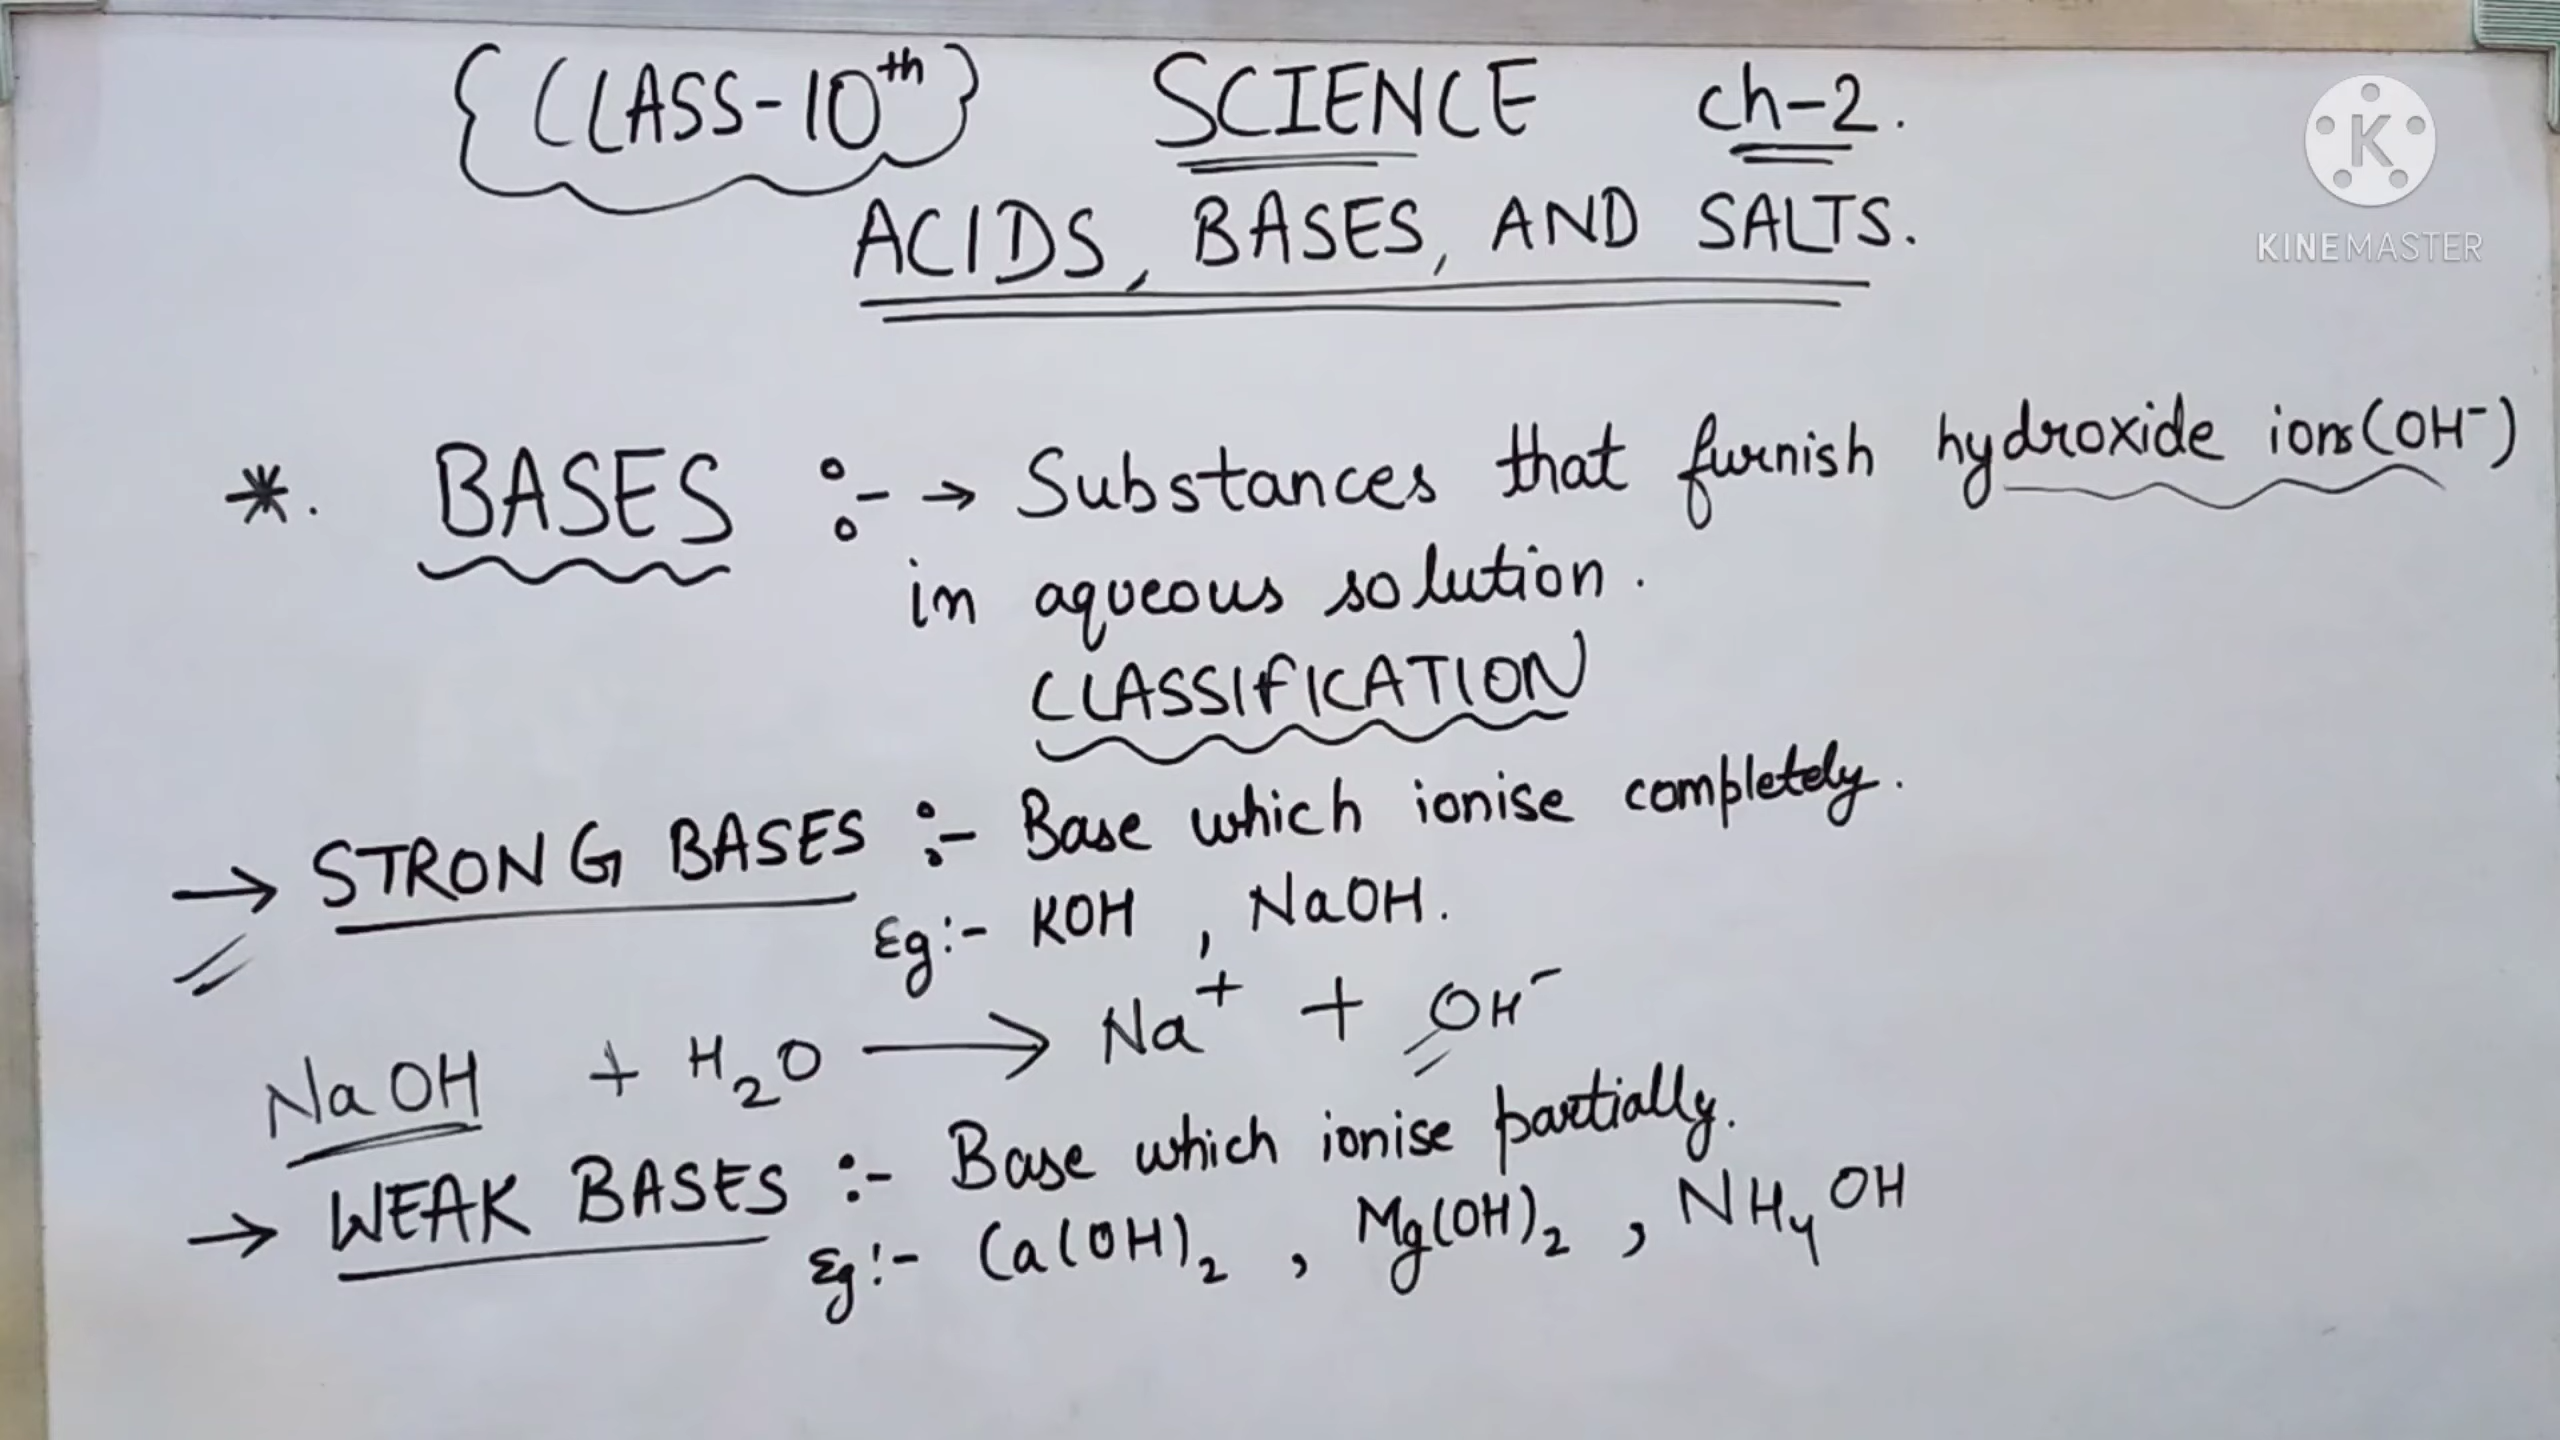 {CLASS-10th} SCIENCE ch-2.
ACIDS, BASES, AND SALTS.
K
KINEMASTER
*. BASES :- → Substances that furnish hydroxide ions(OH⁻)
in aqueous solution.
CLASSIFICATION
→ STRONG BASES :- Base which ionise completely.
Eg:- KOH, NaOH.
NaOH + H₂O → Na⁺ + OH⁻
→ WEAK BASES :- Base which ionise partially.
Eg:- Ca(OH)₂, Mg(OH)₂, NH₄OH